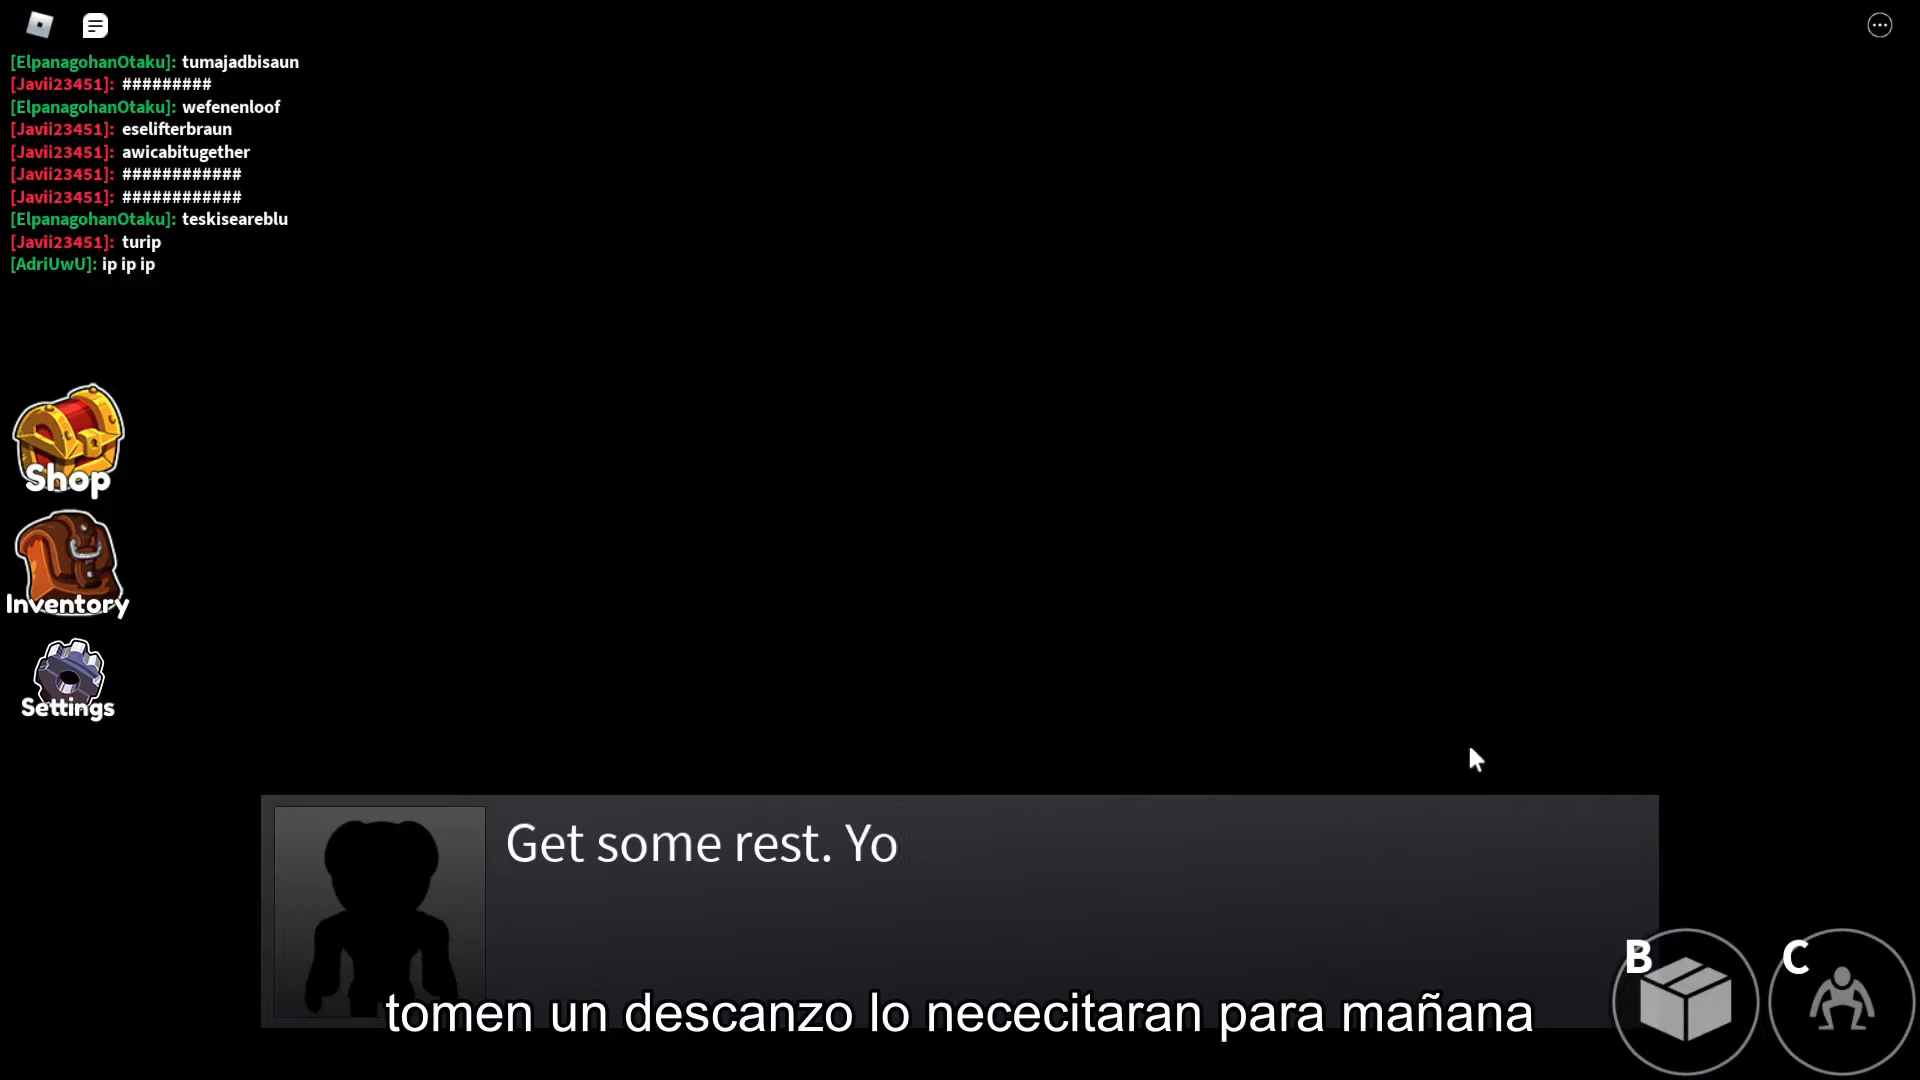 [ElpanagohanOtaku]: tumajadbisaun
[Javii23451]: #########
[ElpanagohanOtaku]: wefenenloof
[Javii23451]: eselifterbraun
[Javii23451]: awicabitugether
[Javii23451]: ############
[Javii23451]: ############
[ElpanagohanOtaku]: teskiseareblu
[Javii23451]: turip
[AdriUwU]: ip ip ip
Shop
Inventory
Settings
Get some rest. Yo
B
C
tomen un descanzo lo nececitaran para mañana